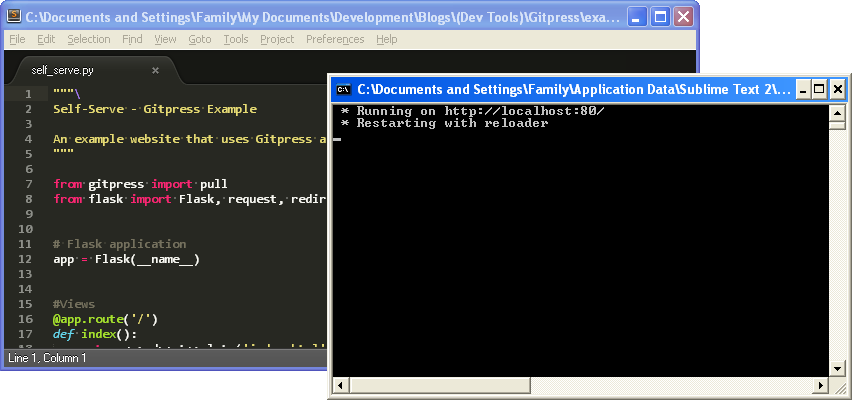 C:\Documents and Settings\Family\My Documents\Development\Blogs\(Dev Tools)\Gitpress\exa...
File Edit Selection Find View Goto Tools Project Preferences Help
self_serve.py ×
1 """\
2 Self-Serve - Gitpress Example
3
4 An example website that uses Gitpress a
5 """
6
7 from gitpress import pull
8 from flask import Flask, request, redir
9
10
11 # Flask application
12 app = Flask(__name__)
13
14
15 #Views
16 @app.route('/')
17 def index():
18
Line 1, Column 1
C:\Documents and Settings\Family\Application Data\Sublime Text 2\...
* Running on http://localhost:80/
* Restarting with reloader